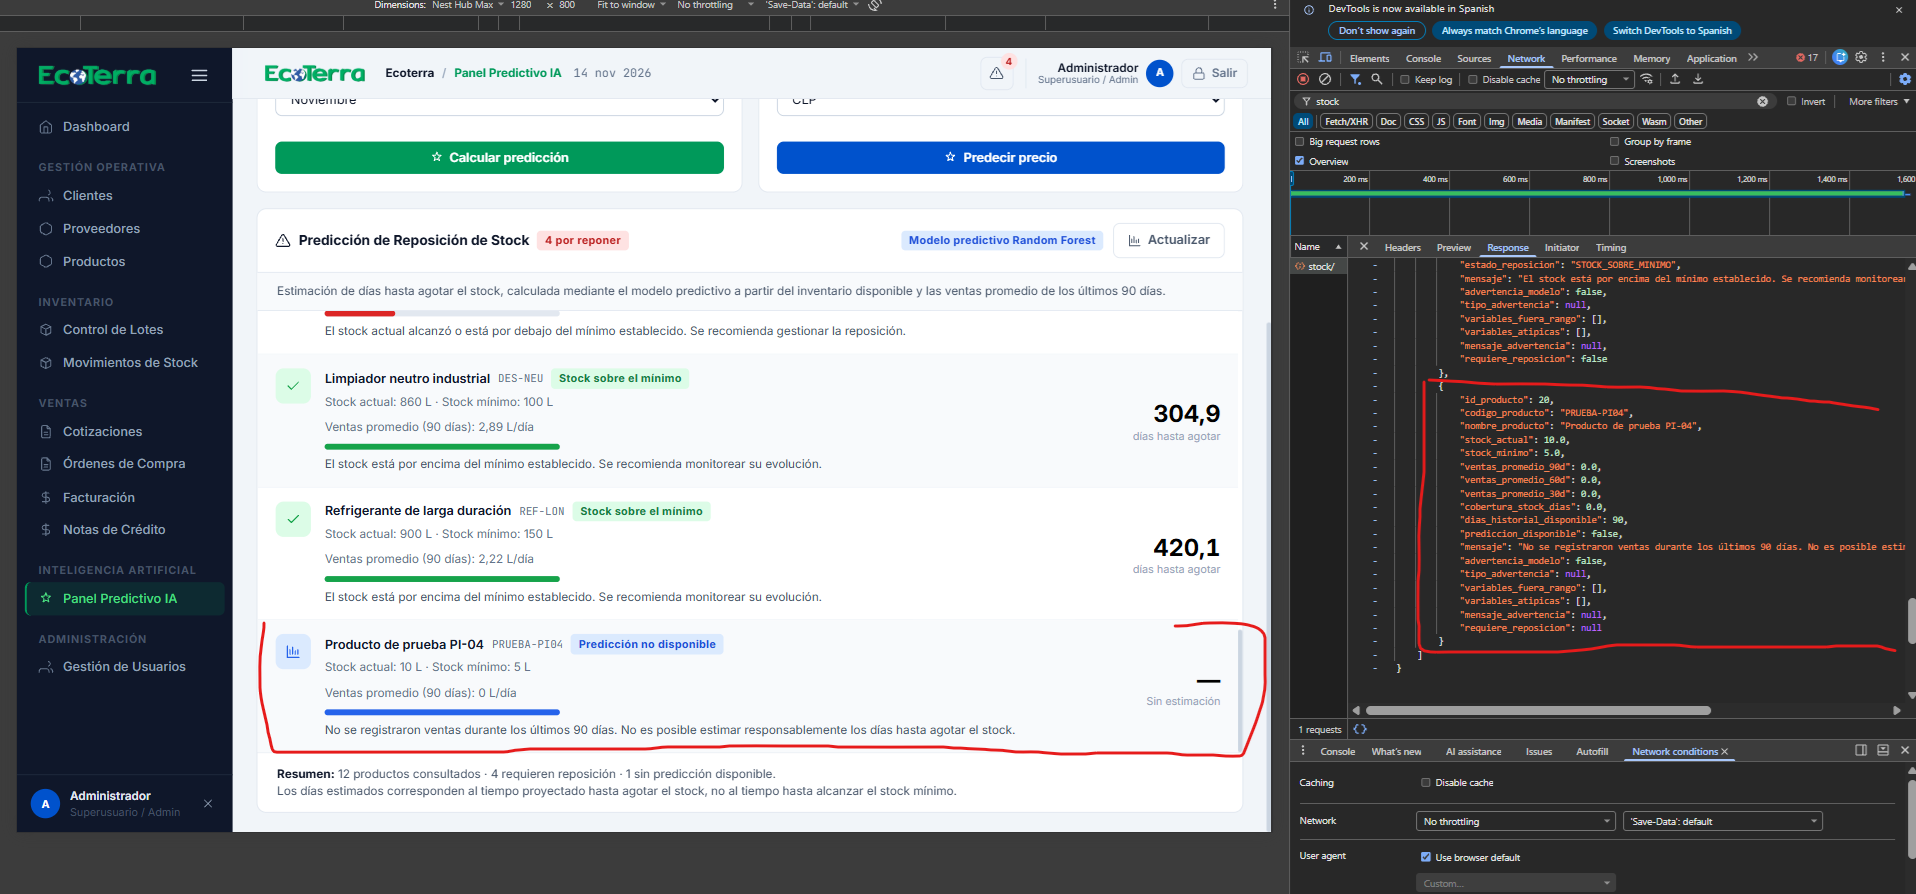 Dimensions: Nest Hub Max 1280 × 800 Fit to window No throttling 'Save-Data': default
DevTools is now available in Spanish
Don't show again Always match Chrome's language Switch DevTools to Spanish
EcoTerra
EcoTerra Ecoterra / Panel Predictivo IA 14 nov 2026
4
Administrador
Superusuario / Admin
A
Salir
Dashboard
GESTIÓN OPERATIVA
Clientes
Proveedores
Productos
INVENTARIO
Control de Lotes
Movimientos de Stock
VENTAS
Cotizaciones
Órdenes de Compra
Facturación
Notas de Crédito
INTELIGENCIA ARTIFICIAL
Panel Predictivo IA
ADMINISTRACIÓN
Gestión de Usuarios
A
Administrador
Superusuario / Admin
Noviembre
CLP
Calcular predicción
Predecir precio
Predicción de Reposición de Stock 4 por reponer Modelo predictivo Random Forest Actualizar
Estimación de días hasta agotar el stock, calculada mediante el modelo predictivo a partir del inventario disponible y las ventas promedio de los últimos 90 días.
El stock actual alcanzó o está por debajo del mínimo establecido. Se recomienda gestionar la reposición.
Limpiador neutro industrial DES-NEU Stock sobre el mínimo
Stock actual: 860 L · Stock mínimo: 100 L
Ventas promedio (90 días): 2,89 L/día
304,9
días hasta agotar
El stock está por encima del mínimo establecido. Se recomienda monitorear su evolución.
Refrigerante de larga duración REF-LON Stock sobre el mínimo
Stock actual: 900 L · Stock mínimo: 150 L
Ventas promedio (90 días): 2,22 L/día
420,1
días hasta agotar
El stock está por encima del mínimo establecido. Se recomienda monitorear su evolución.
Producto de prueba PI-04 PRUEBA-PI04 Predicción no disponible
Stock actual: 10 L · Stock mínimo: 5 L
Ventas promedio (90 días): 0 L/día
—
Sin estimación
No se registraron ventas durante los últimos 90 días. No es posible estimar responsablemente los días hasta agotar el stock.
Resumen: 12 productos consultados · 4 requieren reposición · 1 sin predicción disponible.
Los días estimados corresponden al tiempo proyectado hasta agotar el stock, no al tiempo hasta alcanzar el stock mínimo.
Elements Console Sources Network Performance Memory Application 17
Keep log Disable cache No throttling
stock Invert More filters
All Fetch/XHR Doc CSS JS Font Img Media Manifest Socket Wasm Other
Big request rows Group by frame
Overview Screenshots
200 ms 400 ms 600 ms 800 ms 1,000 ms 1,200 ms 1,400 ms 1,600
Name Headers Preview Response Initiator Timing
stock/
"estado_reposicion": "STOCK_SOBRE_MINIMO",
"mensaje": "El stock está por encima del mínimo establecido. Se recomienda monitorear
"advertencia_modelo": false,
"tipo_advertencia": null,
"variables_fuera_rango": [],
"variables_atipicas": [],
"mensaje_advertencia": null,
"requiere_reposicion": false
},
{
"id_producto": 20,
"codigo_producto": "PRUEBA-PI04",
"nombre_producto": "Producto de prueba PI-04",
"stock_actual": 10.0,
"stock_minimo": 5.0,
"ventas_promedio_90d": 0.0,
"ventas_promedio_60d": 0.0,
"ventas_promedio_30d": 0.0,
"cobertura_stock_dias": 0.0,
"dias_historial_disponible": 90,
"prediccion_disponible": false,
"mensaje": "No se registraron ventas durante los últimos 90 días. No es posible esti
"advertencia_modelo": false,
"tipo_advertencia": null,
"variables_fuera_rango": [],
"variables_atipicas": [],
"mensaje_advertencia": null,
"requiere_reposicion": null
}
]
}
1 requests {}
Console What's new AI assistance Issues Autofill Network conditions
Caching Disable cache
Network No throttling 'Save-Data': default
User agent Use browser default
Custom...